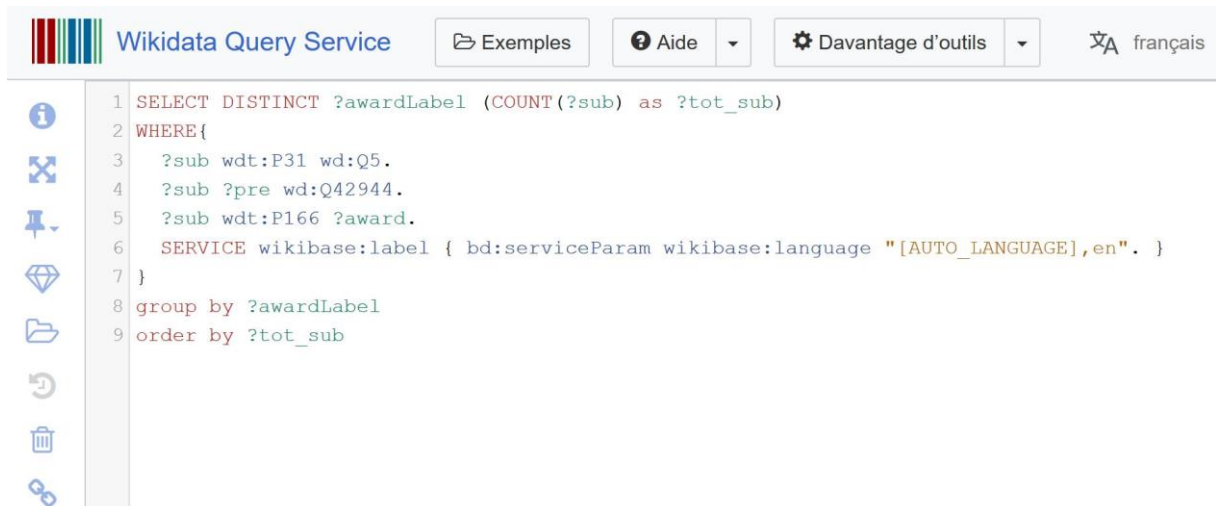 Wikidata Query Service Exemples Aide Davantage d’outils français
1 SELECT DISTINCT ?awardLabel (COUNT(?sub) as ?tot_sub)
2 WHERE{
3 ?sub wdt:P31 wd:Q5.
4 ?sub ?pre wd:Q42944.
5 ?sub wdt:P166 ?award.
6 SERVICE wikibase:label { bd:serviceParam wikibase:language "[AUTO_LANGUAGE],en". }
7 }
8 group by ?awardLabel
9 order by ?tot_sub